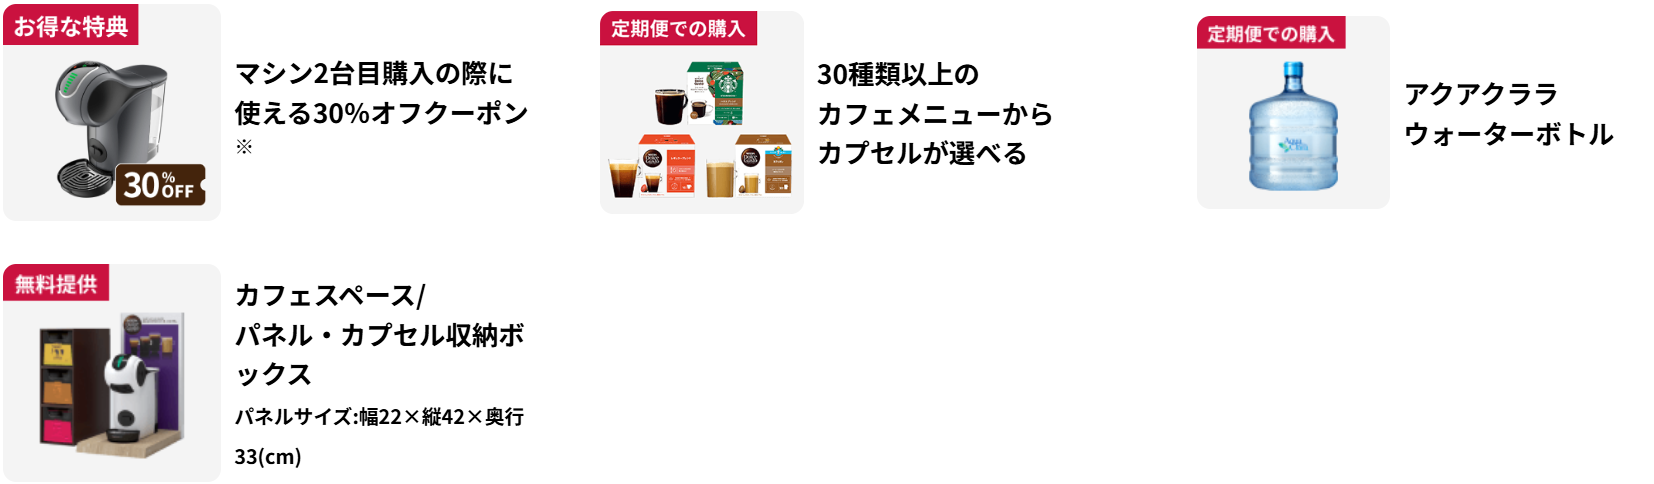 お得な特典
マシン2台目購入の際に
使える30%オフクーポン
※
30%OFF
定期便での購入
30種類以上の
カフェメニューから
カプセルが選べる
定期便での購入
アクアクララ
ウォーターボトル
Aqua Clara
無料提供
カフェスペース/
パネル・カプセル収納ボ
ックス
パネルサイズ:幅22×縦42×奥行
33(cm)